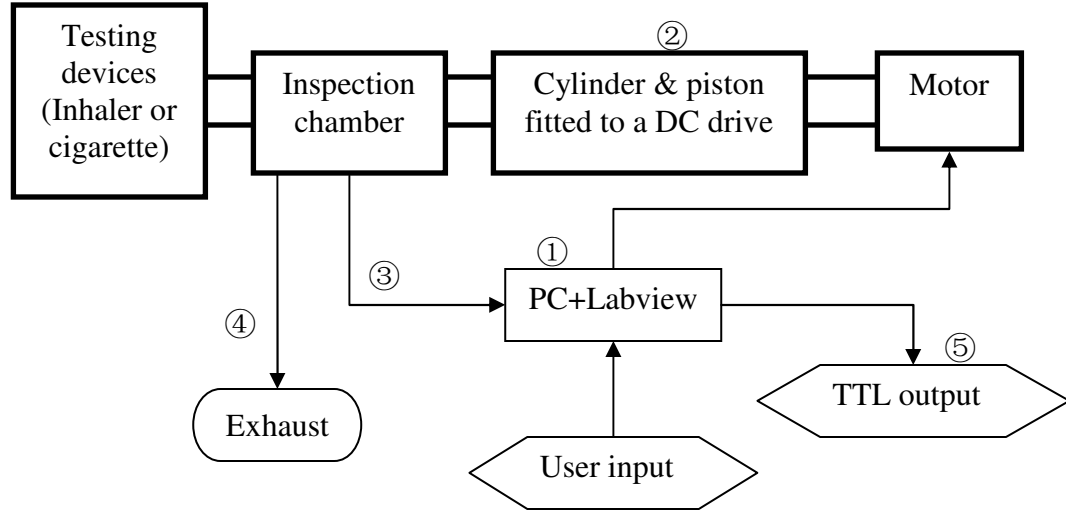 Testing
devices
(Inhaler or
cigarette)
Inspection
chamber
②
Cylinder & piston
fitted to a DC drive
Motor
①
PC+Labview
③
④
⑤
TTL output
Exhaust
User input